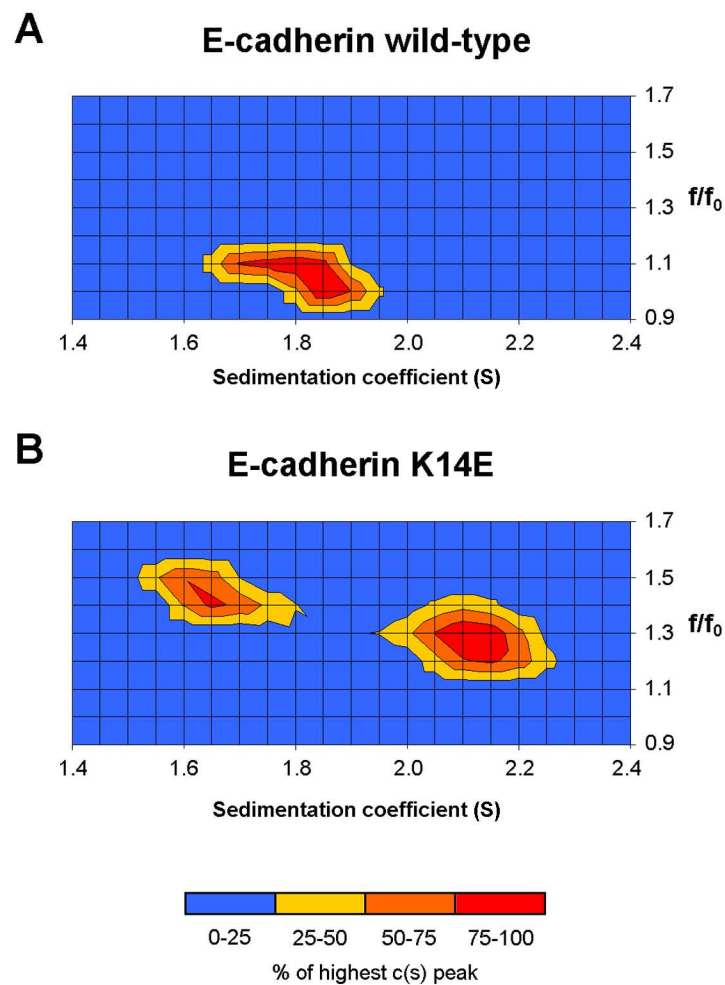 A
E-cadherin wild-type
1.7
1.5
f/f0
1.3
1.1
0.9
1.4 1.6 1.8 2.0 2.2 2.4
Sedimentation coefficient (S)
B
E-cadherin K14E
1.7
1.5
f/f0
1.3
1.1
0.9
1.4 1.6 1.8 2.0 2.2 2.4
Sedimentation coefficient (S)
0-25 25-50 50-75 75-100
% of highest c(s) peak